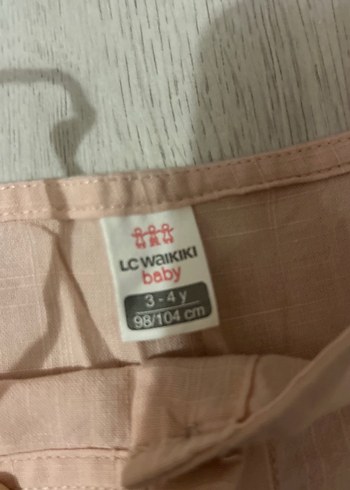 LC WAIKIKI
baby
3 - 4 y
98/104 cm